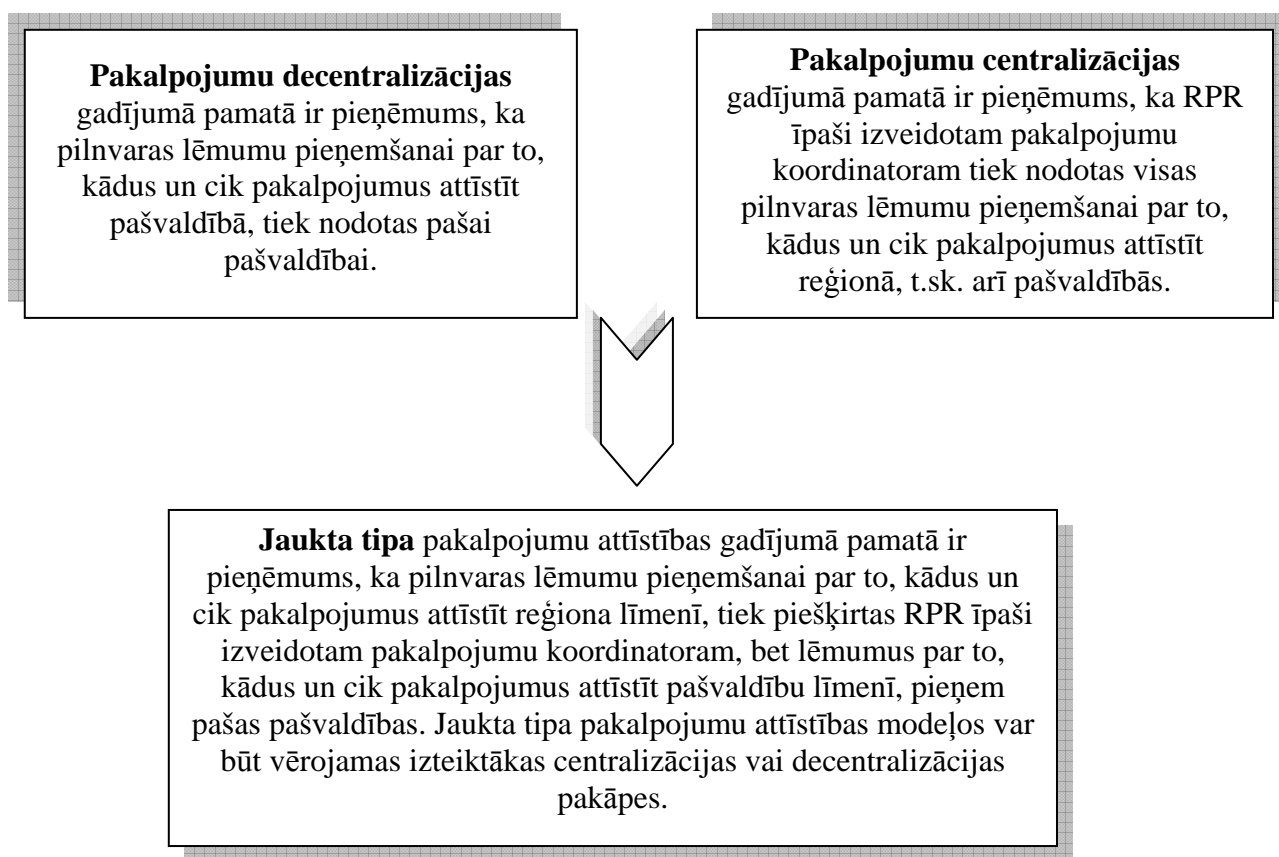 Pakalpojumu decentralizācijas
gadījumā pamatā ir pieņēmums, ka
pilnvaras lēmumu pieņemšanai par to,
kādus un cik pakalpojumus attīstīt
pašvaldībā, tiek nodotas pašai
pašvaldībai.
Pakalpojumu centralizācijas
gadījumā pamatā ir pieņēmums, ka RPR
īpaši izveidotam pakalpojumu
koordinatoram tiek nodotas visas
pilnvaras lēmumu pieņemšanai par to,
kādus un cik pakalpojumus attīstīt
reģionā, t.sk. arī pašvaldībās.
Jaukta tipa pakalpojumu attīstības gadījumā pamatā ir
pieņēmums, ka pilnvaras lēmumu pieņemšanai par to, kādus un
cik pakalpojumus attīstīt reģiona līmenī, tiek piešķirtas RPR īpaši
izveidotam pakalpojumu koordinatoram, bet lēmumus par to,
kādus un cik pakalpojumus attīstīt pašvaldību līmenī, pieņem
pašas pašvaldības. Jaukta tipa pakalpojumu attīstības modeļos var
būt vērojamas izteiktākas centralizācijas vai decentralizācijas
pakāpes.